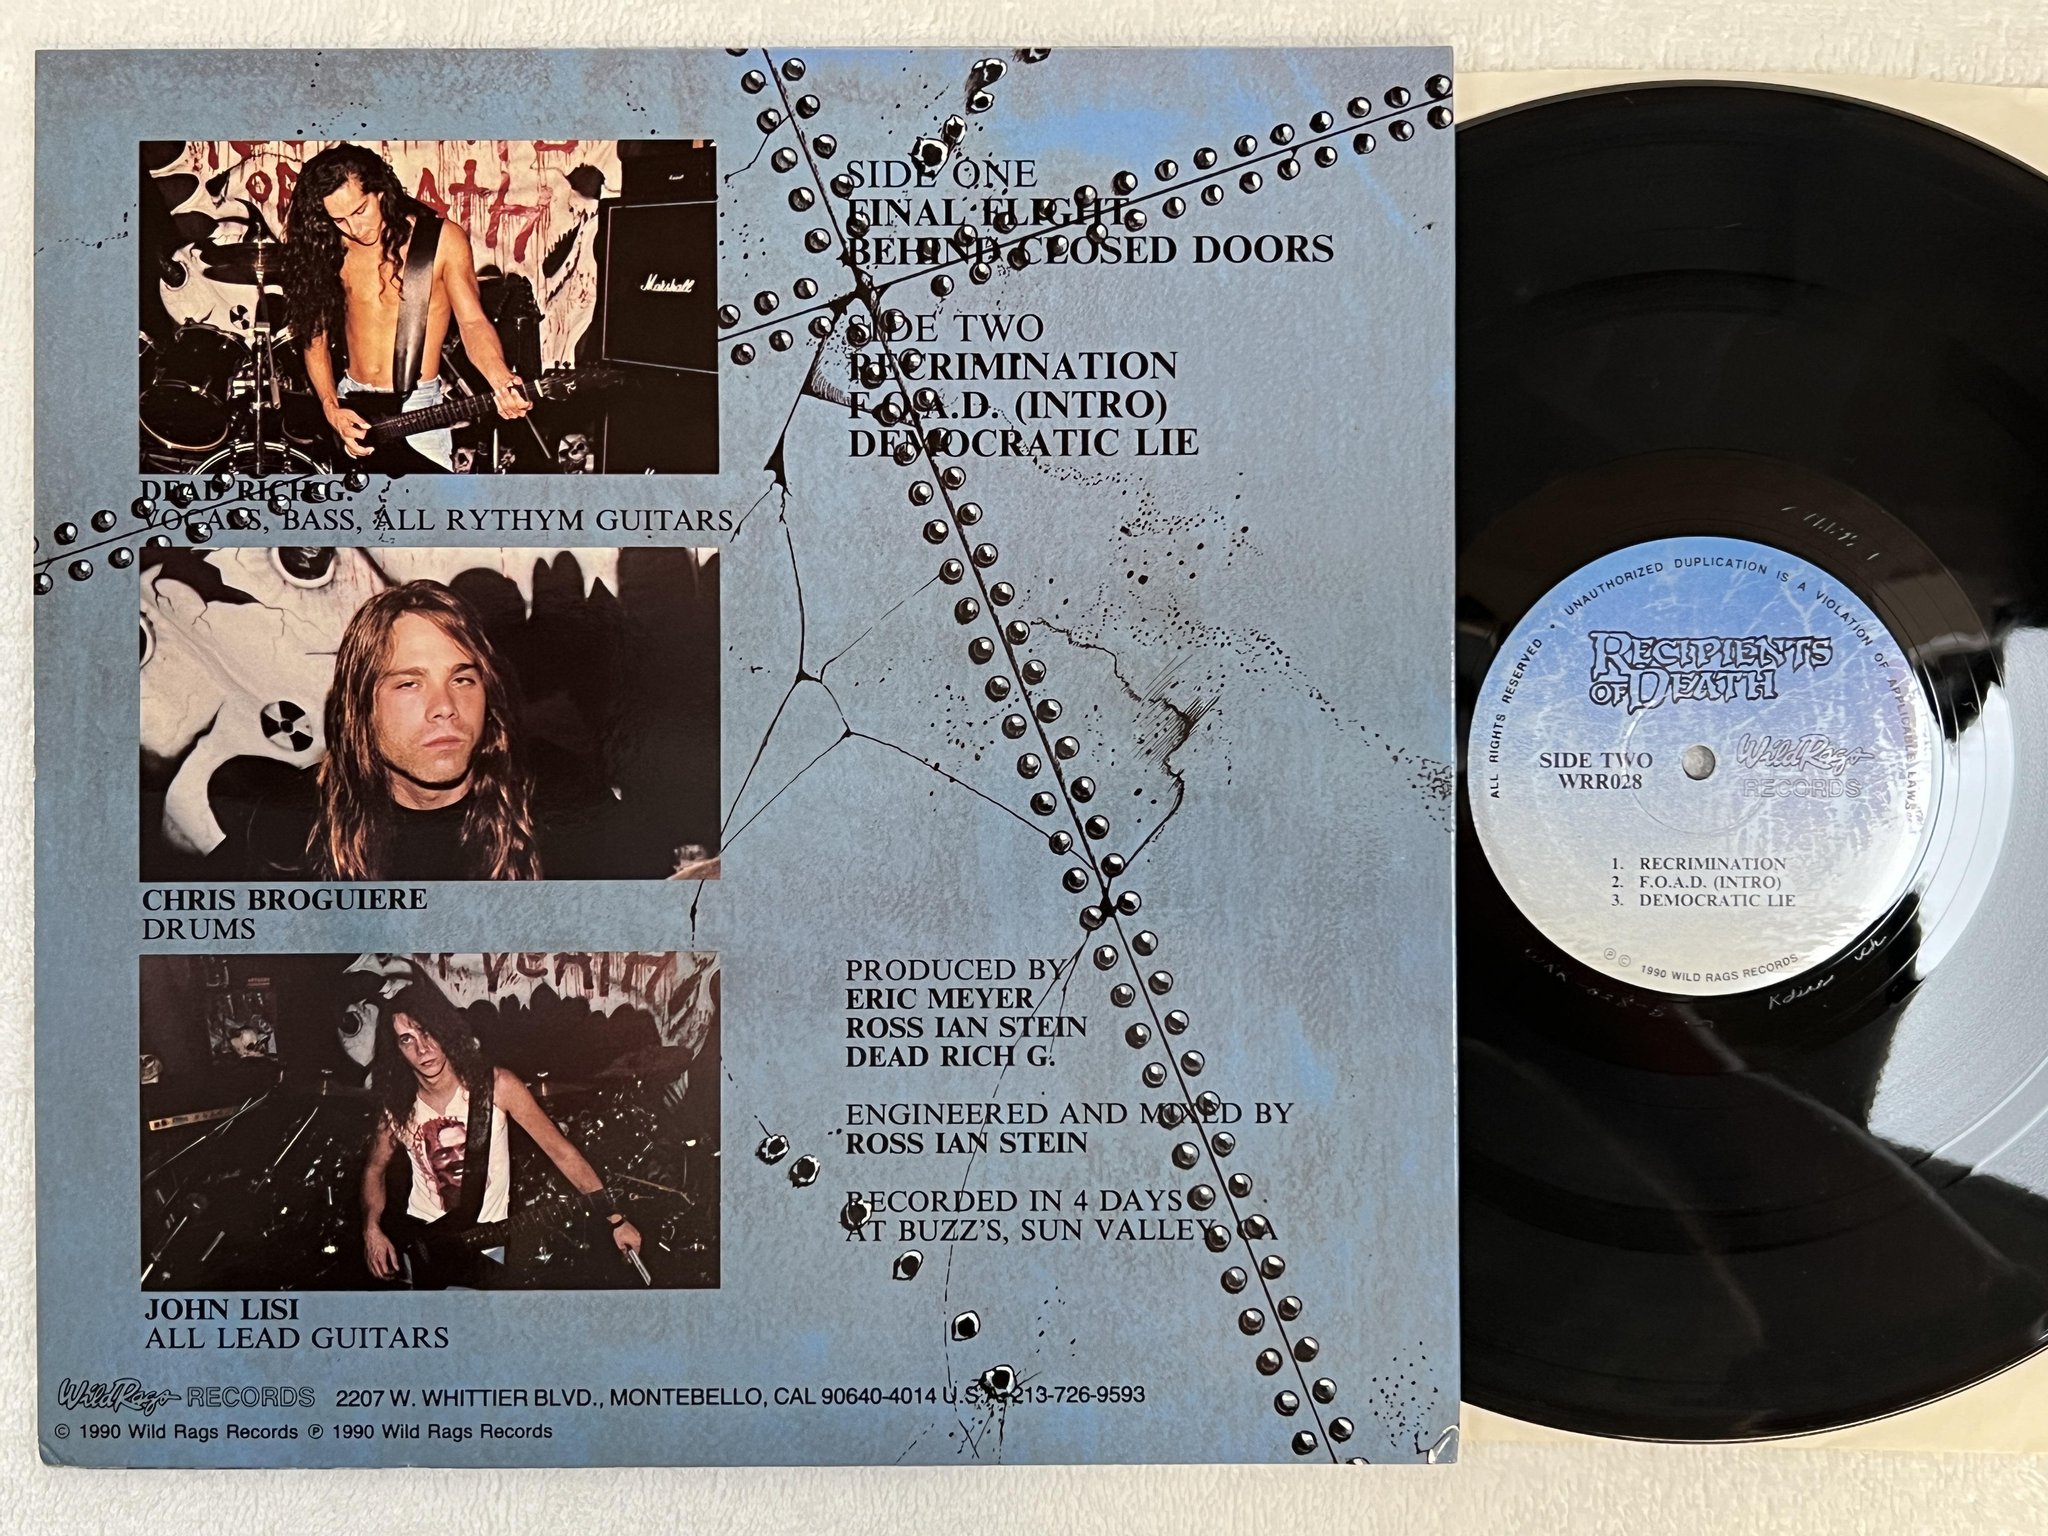 OF DEATH
Marshall
DEAD RICH G.
VOCALS, BASS, ALL RYTHYM GUITARS,
CHRIS BROGUIERE
DRUMS
JOHN LISI
ALL LEAD GUITARS
SIDE ONE
FINAL FLIGHT
BEHIND CLOSED DOORS
SIDE TWO
RECRIMINATION
F.O.A.D. (INTRO)
DEMOCRATIC LIE
PRODUCED BY
ERIC MEYER
ROSS IAN STEIN
DEAD RICH G.
ENGINEERED AND MIXED BY
ROSS IAN STEIN
RECORDED IN 4 DAYS
AT BUZZ'S, SUN VALLEY, CA
Wild Rags RECORDS 2207 W. WHITTIER BLVD., MONTEBELLO, CAL 90640-4014 U.S.A. 213-726-9593
© 1990 Wild Rags Records ℗ 1990 Wild Rags Records
ALL RIGHTS RESERVED • UNAUTHORIZED DUPLICATION IS A VIOLATION OF APPLICABLE LAWS
RECIPIENTS
OF DEATH
SIDE TWO
WRR028
Wild Rags
RECORDS
1. RECRIMINATION
2. F.O.A.D. (INTRO)
3. DEMOCRATIC LIE
℗© 1990 WILD RAGS RECORDS